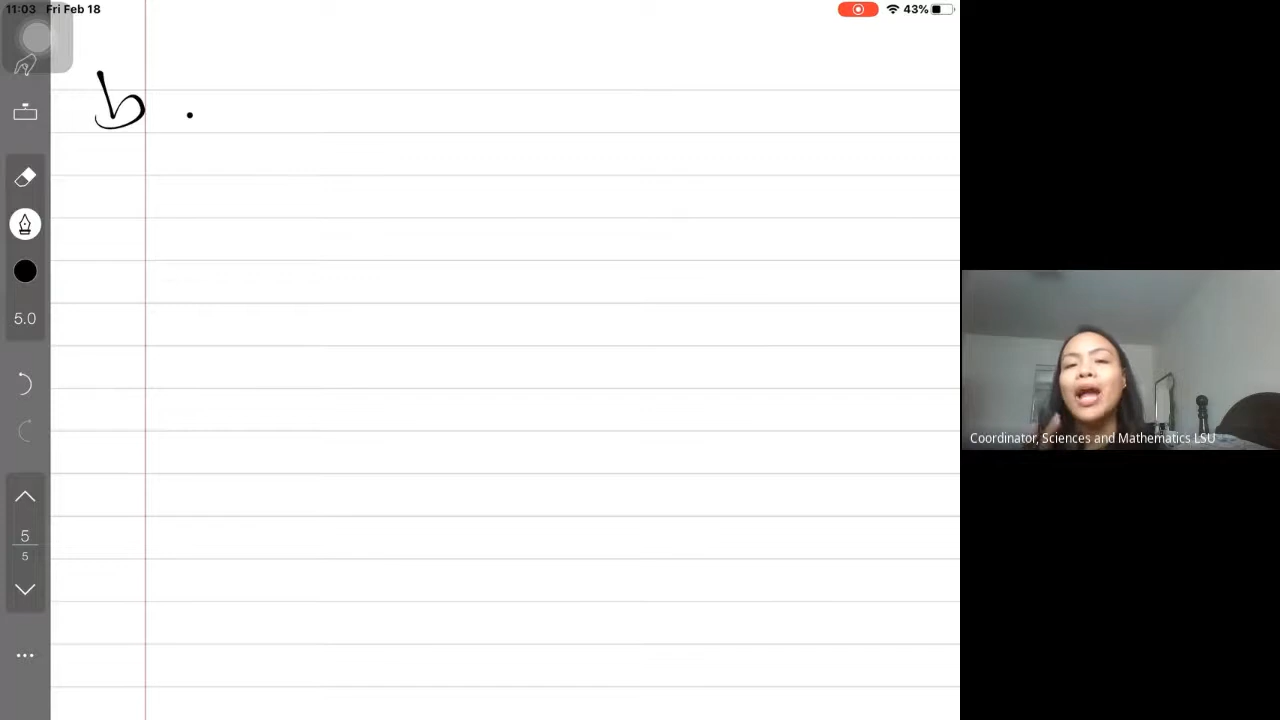 11:03 Fri Feb 18
43%
b .
5.0
5
5
Coordinator, Sciences and Mathematics LSU